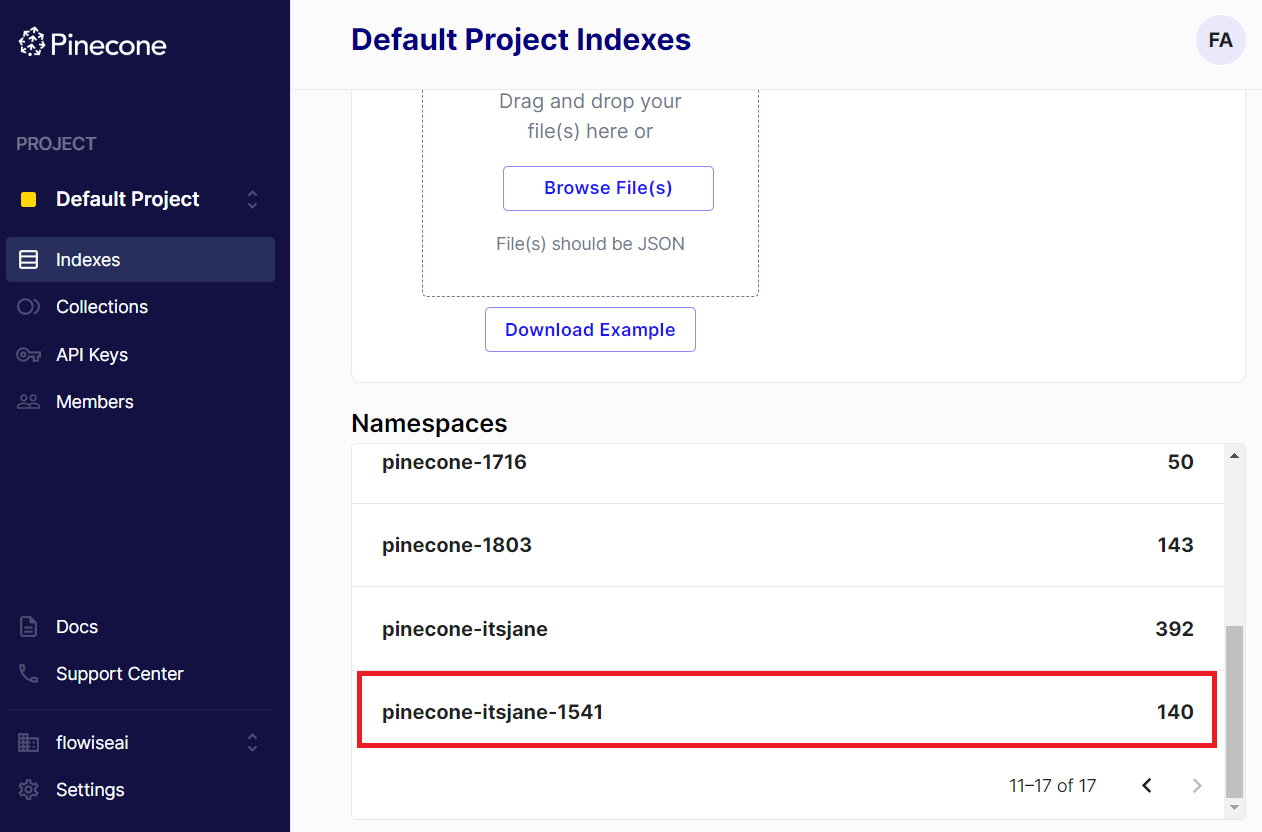 Pinecone
PROJECT
Default Project
Indexes
Collections
API Keys
Members
Docs
Support Center
flowiseai
Settings
Default Project Indexes
FA
Drag and drop your
file(s) here or
Browse File(s)
File(s) should be JSON
Download Example
Namespaces
pinecone-1716 50
pinecone-1803 143
pinecone-itsjane 392
pinecone-itsjane-1541 140
11–17 of 17